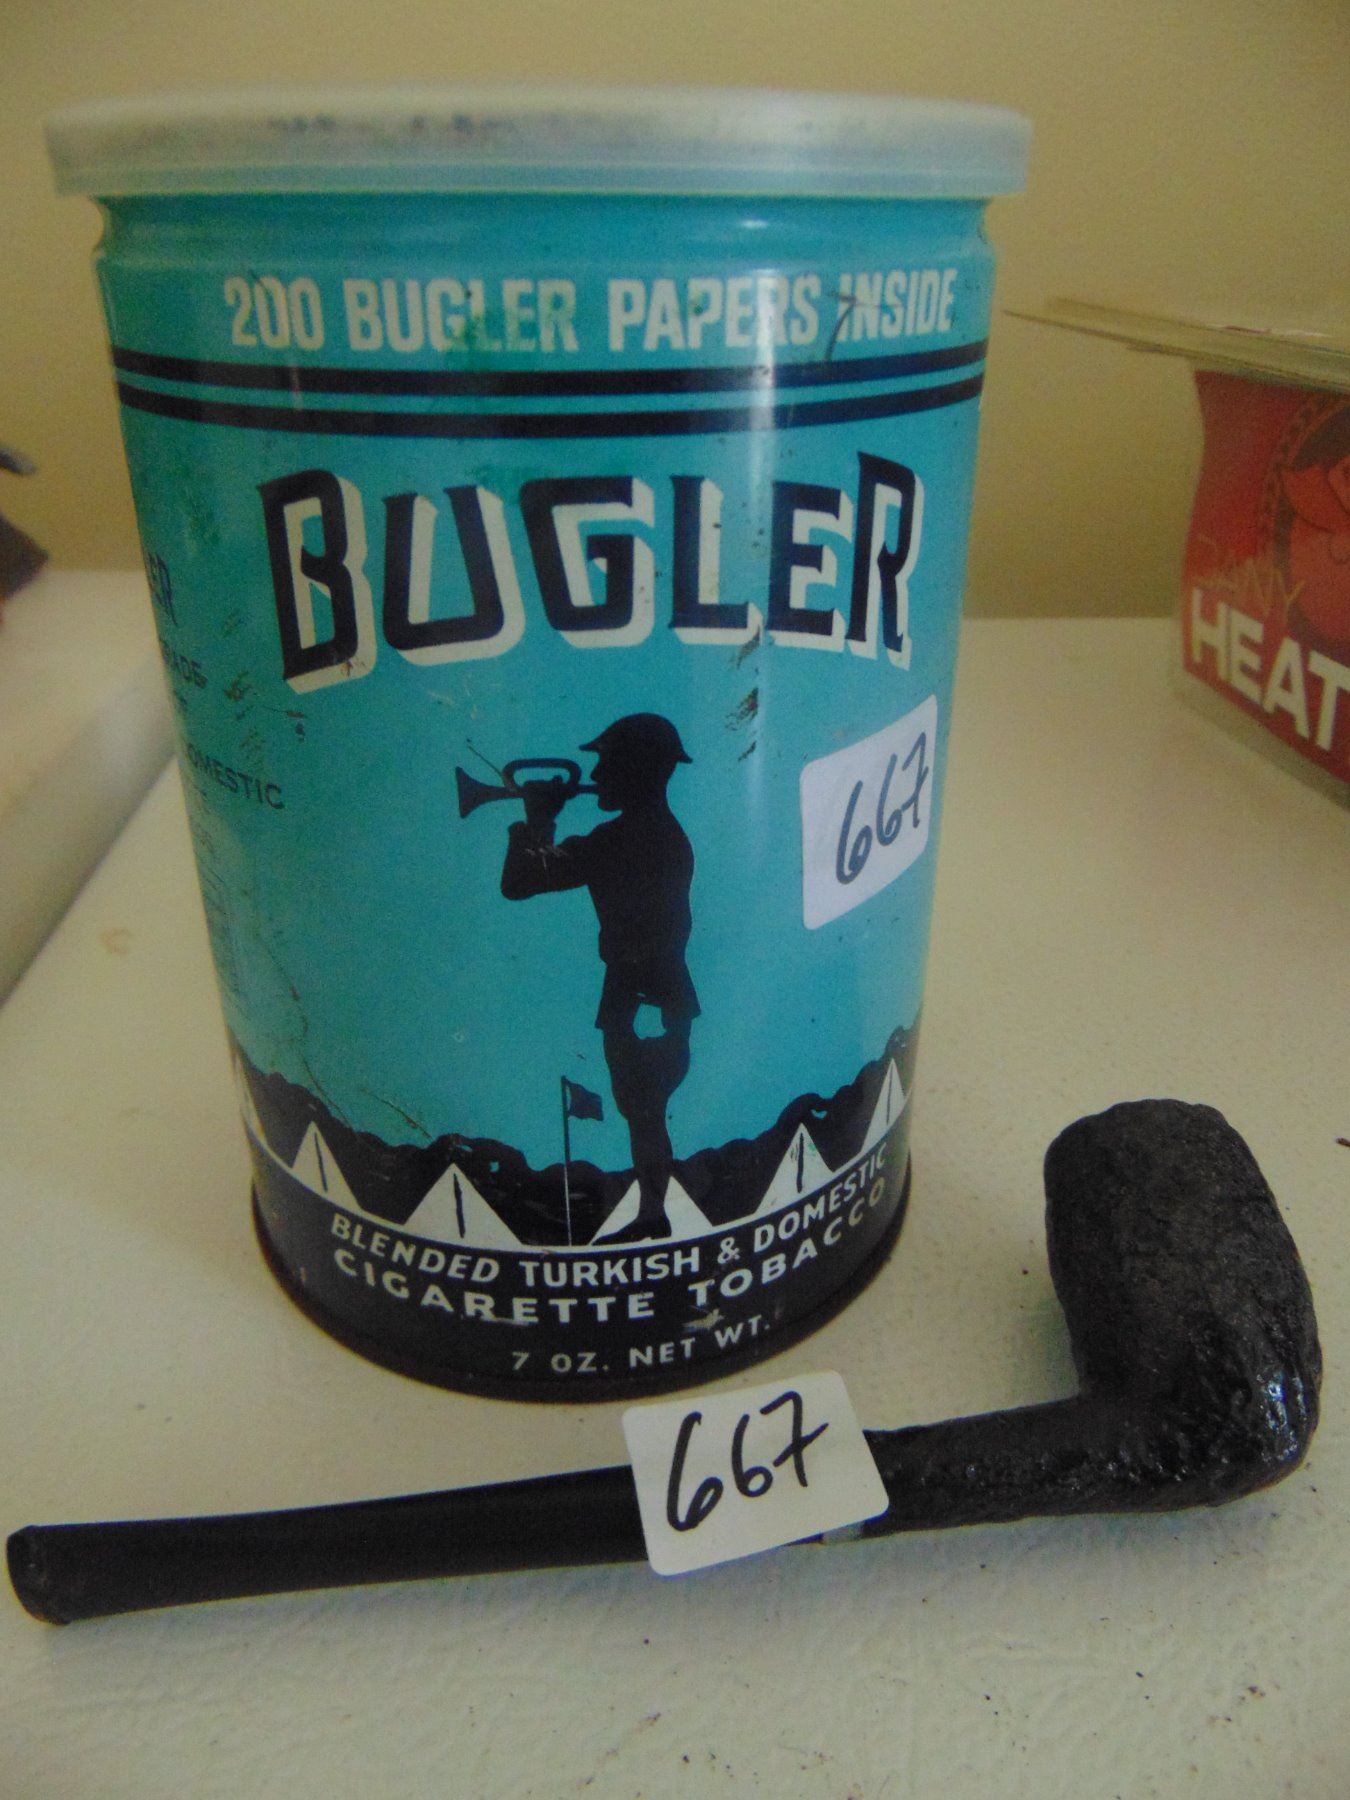 200 BUGLER PAPERS INSIDE
BUGLER
667
BLENDED TURKISH & DOMESTIC
CIGARETTE TOBACCO
7 OZ. NET WT.
667
HEAT